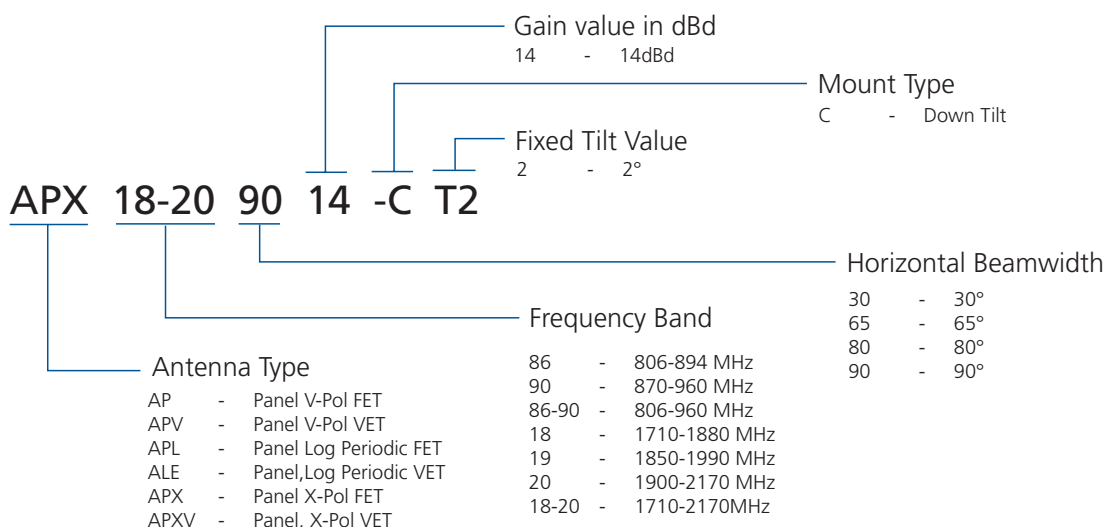 Gain value in dBd
14 - 14dBd
Mount Type
C - Down Tilt
Fixed Tilt Value
2 - 2°
APX 18-20 90 14 -C T2
Horizontal Beamwidth
30 - 30°
65 - 65°
80 - 80°
90 - 90°
Frequency Band
86 - 806-894 MHz
90 - 870-960 MHz
86-90 - 806-960 MHz
18 - 1710-1880 MHz
19 - 1850-1990 MHz
20 - 1900-2170 MHz
18-20 - 1710-2170MHz
Antenna Type
AP - Panel V-Pol FET
APV - Panel V-Pol VET
APL - Panel Log Periodic FET
ALE - Panel,Log Periodic VET
APX - Panel X-Pol FET
APXV - Panel, X-Pol VET